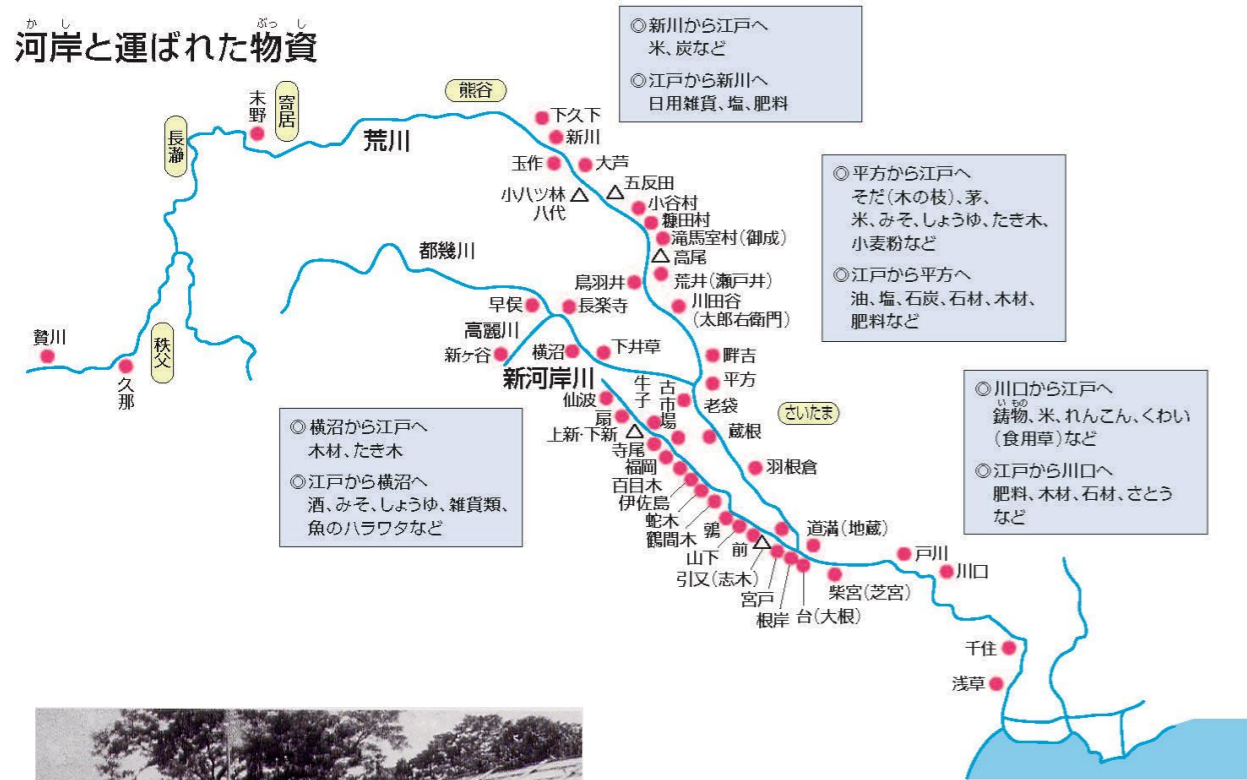 かし ぶっし
河岸と運ばれた物資
◎新川から江戸へ
米、炭など
◎江戸から新川へ
日用雑貨、塩、肥料
熊谷
寄居
末野
長瀞
荒川
下久下
新川
玉作
大芦
小八ツ林
八代
五反田
小谷村
糠田村
滝馬室村(御成)
高尾
荒井(瀬戸井)
鳥羽井
川田谷
(太郎右衛門)
◎平方から江戸へ
そだ(木の枝)、茅、
米、みそ、しょうゆ、たき木、
小麦粉など
◎江戸から平方へ
油、塩、石炭、石材、木材、
肥料など
都幾川
早俣
長楽寺
高麗川
新ヶ谷
横沼
下井草
畔吉
平方
贄川
久那
秩父
新河岸川
仙波
扇
上新・下新
寺尾
福岡
百目木
伊佐島
蛇木
鶴間木
鶉
山下
前
引又(志木)
宮戸
根岸
台(大根)
生子
古市場
老袋
蔵根
羽根倉
さいたま
道満(地蔵)
柴宮(芝宮)
戸川
川口
千住
浅草
◎横沼から江戸へ
木材、たき木
◎江戸から横沼へ
酒、みそ、しょうゆ、雑貨類、
魚のハラワタなど
◎川口から江戸へ
いもの
鋳物、米、れんこん、くわい
(食用草)など
◎江戸から川口へ
肥料、木材、石材、さとう
など